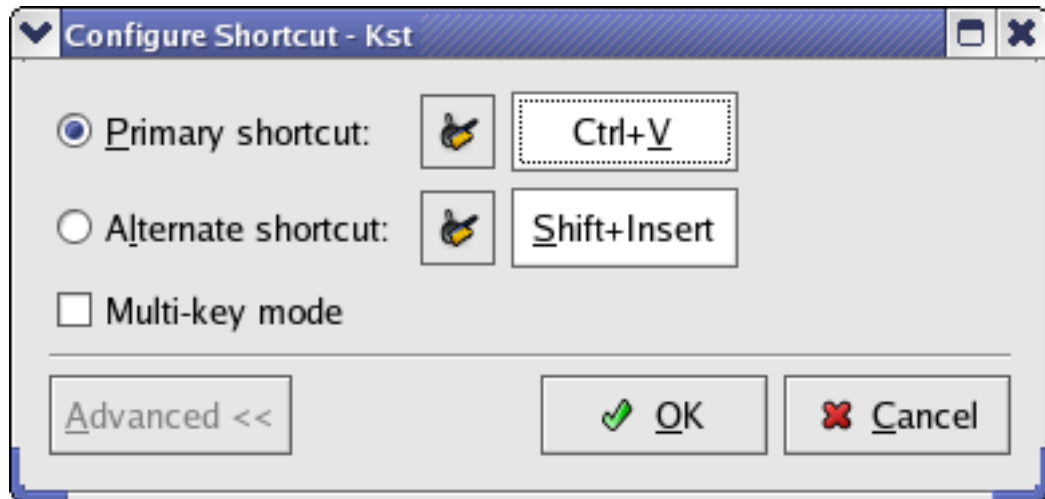 Configure Shortcut - Kst
Primary shortcut: Ctrl+V
Alternate shortcut: Shift+Insert
Multi-key mode
Advanced << OK Cancel